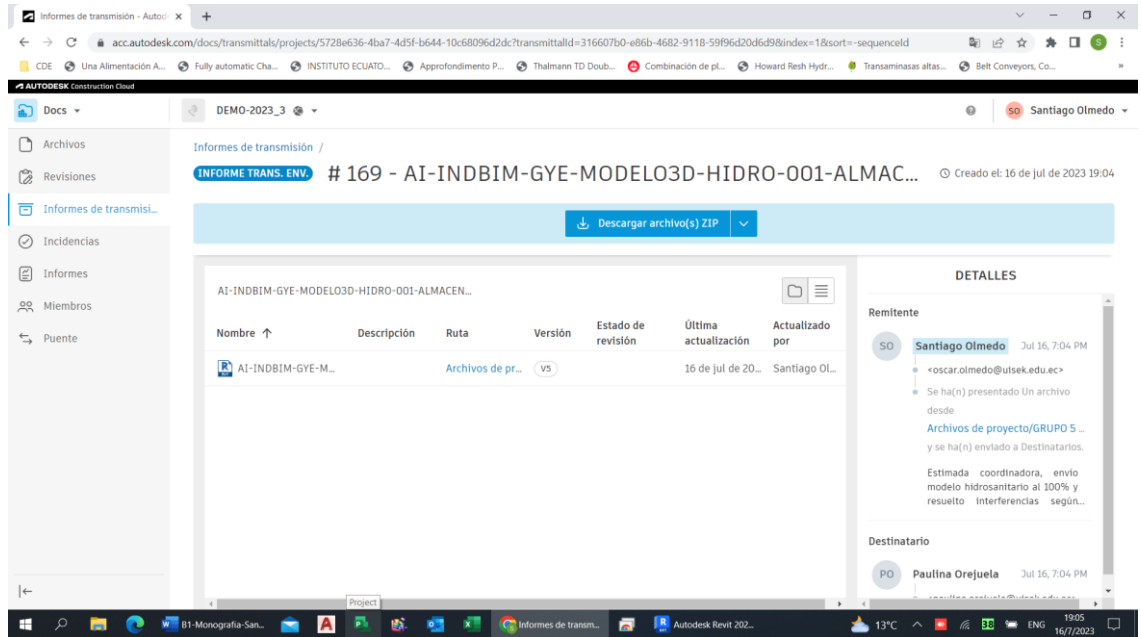 Informes de transmisión - Autod
acc.autodesk.com/docs/transmittals/projects/5728e636-4ba7-4d5f-b644-10c68096d2dc?transmittalId=316607b0-e86b-4682-9118-59f96d20d6d9&index=1&sort=-sequenceId
CDE Una Alimentación A... Fully automatic Cha... INSTITUTO ECUATO... Approfondimento P... Thalmann TD Doub... Combinación de pl... Howard Resh Hydr... Transaminasas altas... Belt Conveyors, Co...
AUTODESK Construction Cloud
Docs DEMO-2023_3 SO Santiago Olmedo
Archivos
Revisiones
Informes de transmisi...
Incidencias
Informes
Miembros
Puente
Informes de transmisión /
INFORME TRANS. ENV. # 169 - AI-INDBIM-GYE-MODELO3D-HIDRO-001-ALMAC... Creado el: 16 de jul de 2023 19:04
Descargar archivo(s) ZIP
AI-INDBIM-GYE-MODELO3D-HIDRO-001-ALMACEN...
Nombre Descripción Ruta Versión Estado de revisión Última actualización Actualizado por
AI-INDBIM-GYE-M... Archivos de pr... V5 16 de jul de 20... Santiago Ol...
DETALLES
Remitente
SO Santiago Olmedo Jul 16, 7:04 PM
<oscar.olmedo@uisek.edu.ec>
Se ha(n) presentado Un archivo
desde
Archivos de proyecto/GRUPO 5 ...
y se ha(n) enviado a Destinatarios.
Estimada coordinadora, envio
modelo hidrosanitario al 100% y
resuelto interferencias según...
Destinatario
PO Paulina Orejuela Jul 16, 7:04 PM
Project
B1-Monografia-San... Informes de transm... Autodesk Revit 202... 13°C 38 ENG 19:05
16/7/2023